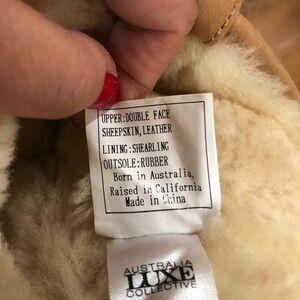 UPPER:DOUBLE FACE
SHEEPSKIN,LEATHER
LINING:SHEARLING
OUTSOLE:RUBBER
Born in Australia,
Raised in California
Made in China
AUSTRALIA
LUXE
COLLECTIVE